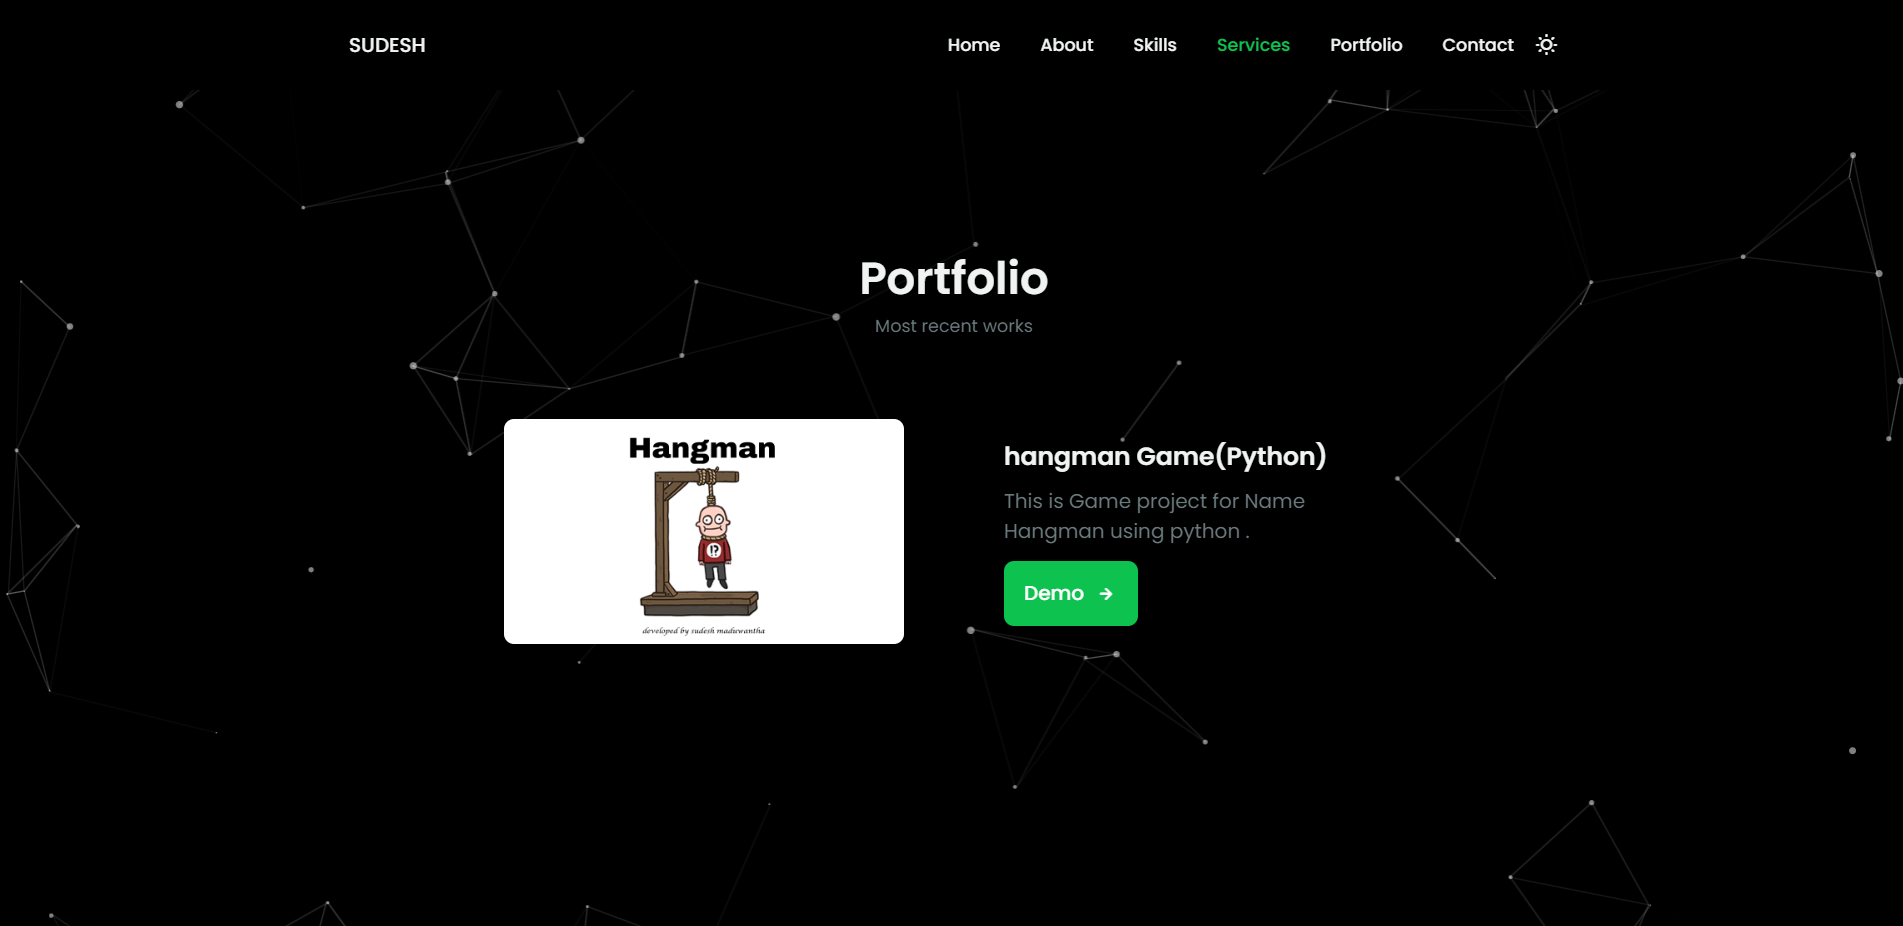 SUDESH
Home About Skills Services Portfolio Contact
Portfolio
Most recent works
Hangman
!?
developed by sudesh maduwantha
hangman Game(Python)
This is Game project for Name
Hangman using python .
Demo